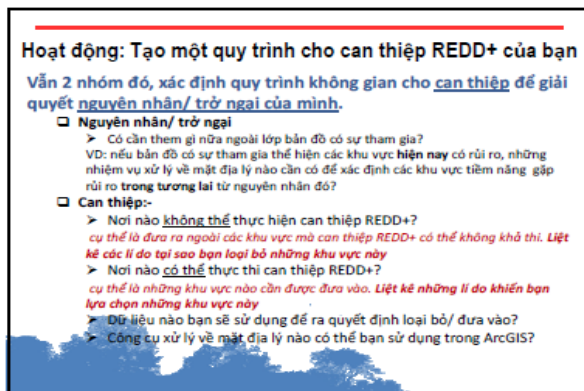 Hoạt động: Tạo một quy trình cho can thiệp REDD+ của bạn
Vẫn 2 nhóm đó, xác định quy trình không gian cho can thiệp để giải
quyết nguyên nhân/ trở ngại của mình.
❑ Nguyên nhân/ trở ngại
➢ Có cần them gì nữa ngoài lớp bản đồ có sự tham gia?
VD: nếu bản đồ có sự tham gia thể hiện các khu vực hiện nay có rủi ro, những
nhiệm vụ xử lý về mặt địa lý nào cần có để xác định các khu vực tiềm năng gặp
rủi ro trong tương lai từ nguyên nhân đó?
❑ Can thiệp:-
➢ Nơi nào không thể thực hiện can thiệp REDD+?
cụ thể là đưa ra ngoài các khu vực mà can thiệp REDD+ có thể không khả thi. Liệt
kê các lí do tại sao bạn loại bỏ những khu vực này
➢ Nơi nào có thể thực thi can thiệp REDD+?
cụ thể là những khu vực nào cần được đưa vào. Liệt kê những lí do khiến bạn
lựa chọn những khu vực này
➢ Dữ liệu nào bạn sẽ sử dụng để ra quyết định loại bỏ/ đưa vào?
➢ Công cụ xử lý về mặt địa lý nào có thể bạn sử dụng trong ArcGIS?